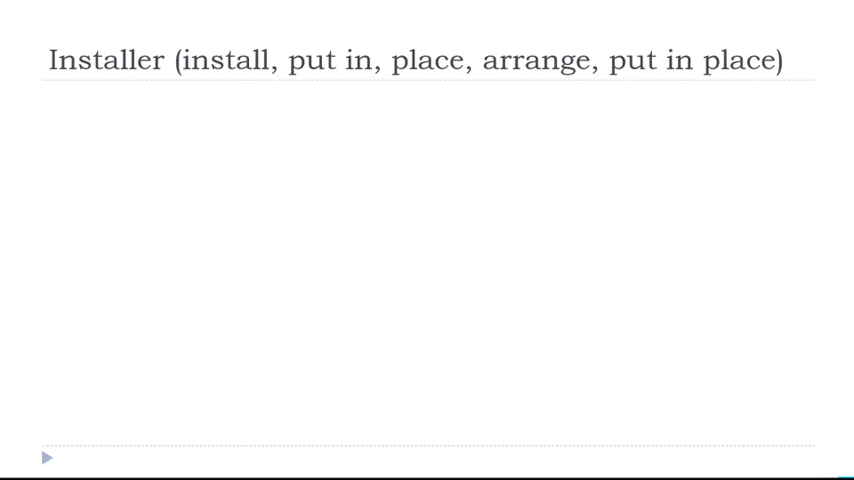 Installer (install, put in, place, arrange, put in place)